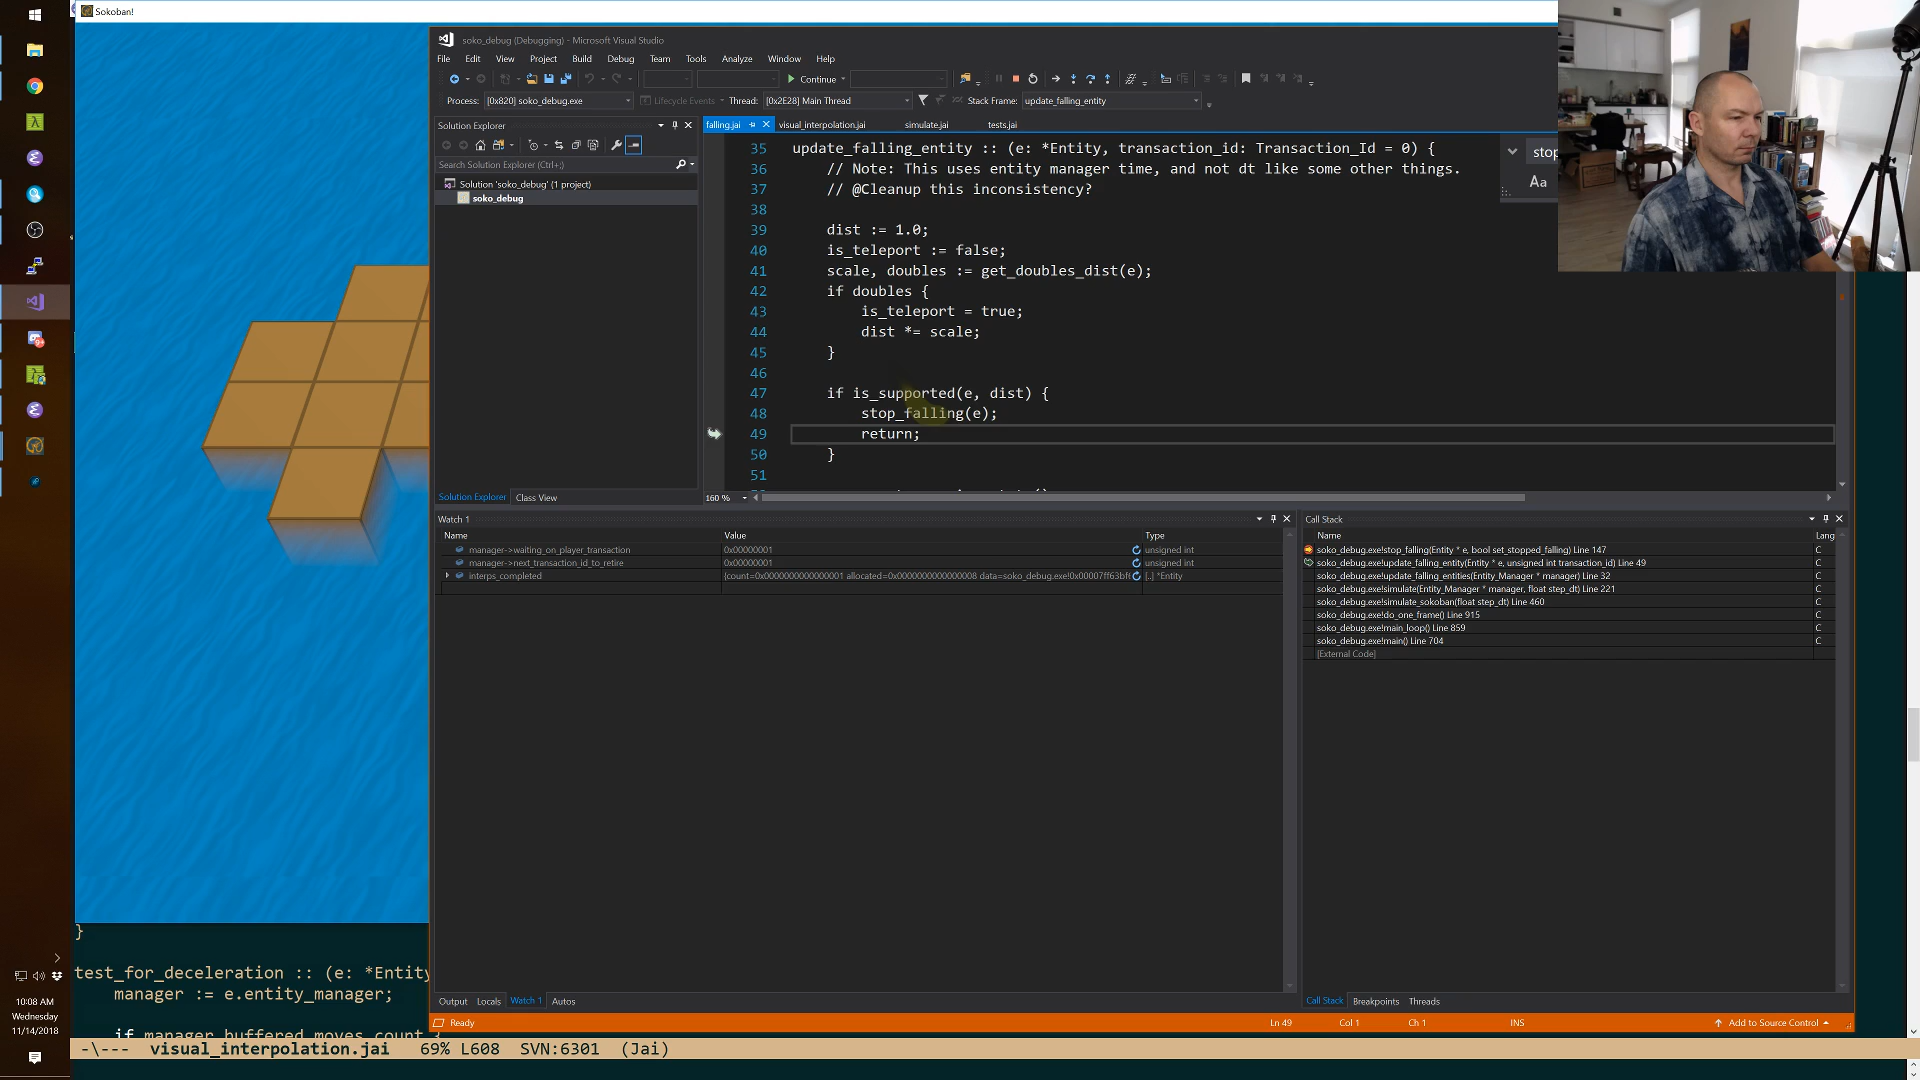 Sokoban!
soko_debug (Debugging) - Microsoft Visual Studio
File Edit View Project Build Debug Team Tools Analyze Window Help
Continue
Process: [0x820] soko_debug.exe Lifecycle Events Thread: [0x2E28] Main Thread Stack Frame: update_falling_entity
Solution Explorer
falling.jai visual_interpolation.jai simulate.jai tests.jai
Search Solution Explorer (Ctrl+;)
Solution 'soko_debug' (1 project)
soko_debug
stop
Aa
35 update_falling_entity :: (e: *Entity, transaction_id: Transaction_Id = 0) {
36 // Note: This uses entity manager time, and not dt like some other things.
37 // @Cleanup this inconsistency?
38
39 dist := 1.0;
40 is_teleport := false;
41 scale, doubles := get_doubles_dist(e);
42 if doubles {
43 is_teleport = true;
44 dist *= scale;
45 }
46
47 if is_supported(e, dist) {
48 stop_falling(e);
49 return;
50 }
51
Solution Explorer Class View
160 %
Watch 1
Name Value Type
manager->waiting_on_player_transaction 0x00000001 unsigned int
manager->next_transaction_id_to_retire 0x00000001 unsigned int
interps_completed {count=0x0000000000000001 allocated=0x0000000000000008 data=soko_debug.exe!0x00007ff63bf [..] *Entity
Call Stack
Name Lang
soko_debug.exe!stop_falling(Entity * e, bool set_stopped_falling) Line 147 C
soko_debug.exe!update_falling_entity(Entity * e, unsigned int transaction_id) Line 49 C
soko_debug.exe!update_falling_entities(Entity_Manager * manager) Line 32 C
soko_debug.exe!simulate(Entity_Manager * manager, float step_dt) Line 221 C
soko_debug.exe!simulate_sokoban(float step_dt) Line 460 C
soko_debug.exe!do_one_frame() Line 915 C
soko_debug.exe!main_loop() Line 859 C
soko_debug.exe!main() Line 704 C
[External Code]
Output Locals Watch 1 Autos
Call Stack Breakpoints Threads
Ready Ln 49 Col 1 Ch 1 INS Add to Source Control
}
test_for_deceleration :: (e: *Entity
manager := e.entity_manager;
if manager.buffered_moves.count
-\--- visual_interpolation.jai 69% L608 SVN:6301 (Jai)
10:08 AM
Wednesday
11/14/2018